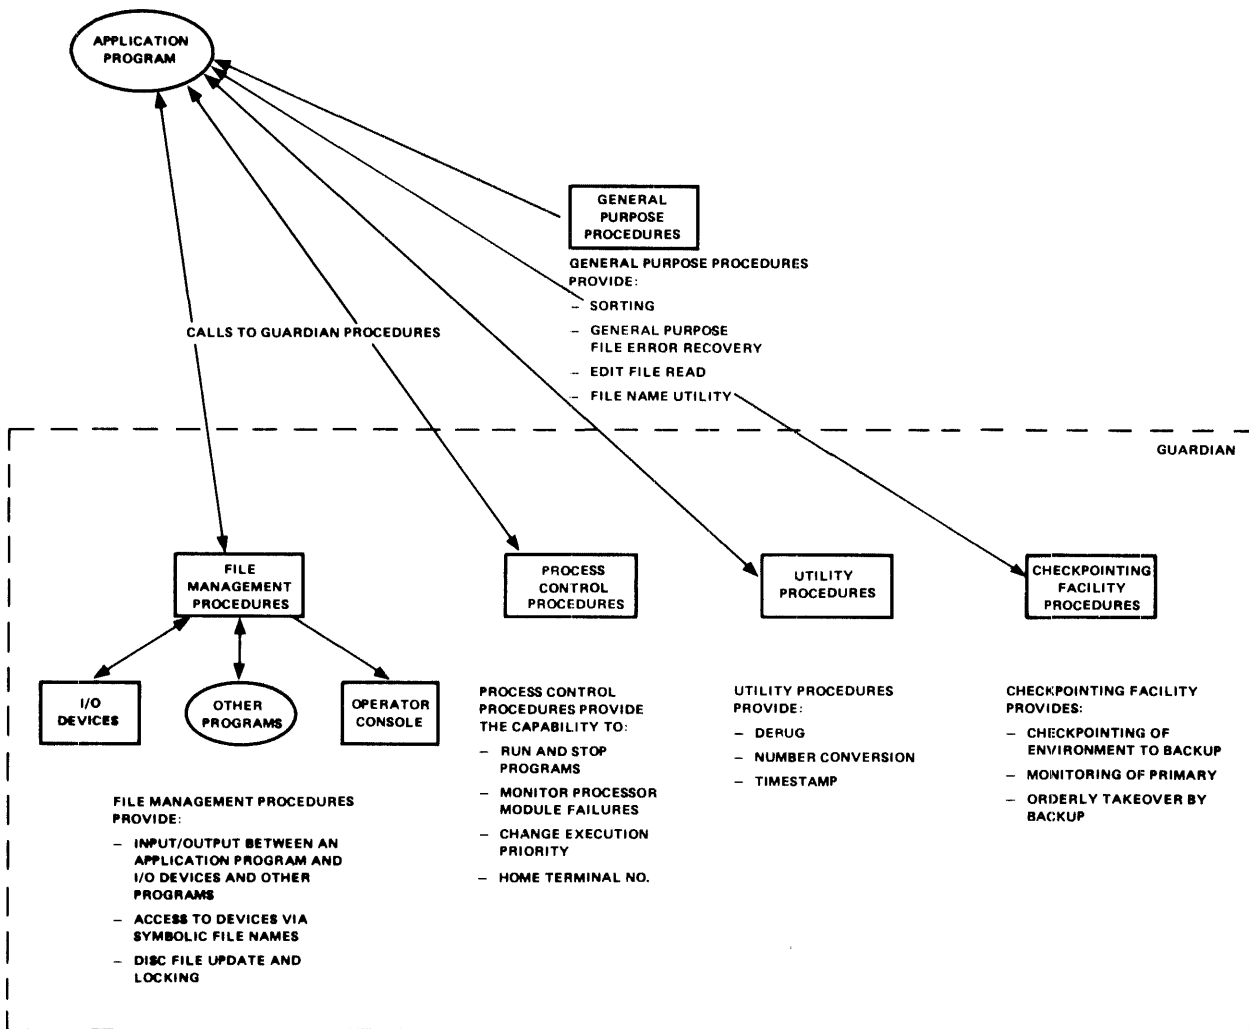 APPLICATION
PROGRAM
GENERAL
PURPOSE
PROCEDURES
GENERAL PURPOSE PROCEDURES
PROVIDE:
– SORTING
– GENERAL PURPOSE
FILE ERROR RECOVERY
– EDIT FILE READ
– FILE NAME UTILITY
CALLS TO GUARDIAN PROCEDURES
GUARDIAN
FILE
MANAGEMENT
PROCEDURES
PROCESS
CONTROL
PROCEDURES
UTILITY
PROCEDURES
CHECKPOINTING
FACILITY
PROCEDURES
I/O
DEVICES
OTHER
PROGRAMS
OPERATOR
CONSOLE
FILE MANAGEMENT PROCEDURES
PROVIDE:
– INPUT/OUTPUT BETWEEN AN
APPLICATION PROGRAM AND
I/O DEVICES AND OTHER
PROGRAMS
– ACCESS TO DEVICES VIA
SYMBOLIC FILE NAMES
– DISC FILE UPDATE AND
LOCKING
PROCESS CONTROL
PROCEDURES PROVIDE
THE CAPABILITY TO:
– RUN AND STOP
PROGRAMS
– MONITOR PROCESSOR
MODULE FAILURES
– CHANGE EXECUTION
PRIORITY
– HOME TERMINAL NO.
UTILITY PROCEDURES
PROVIDE:
– DEBUG
– NUMBER CONVERSION
– TIMESTAMP
CHECKPOINTING FACILITY
PROVIDES:
– CHECKPOINTING OF
ENVIRONMENT TO BACKUP
– MONITORING OF PRIMARY
– ORDERLY TAKEOVER BY
BACKUP